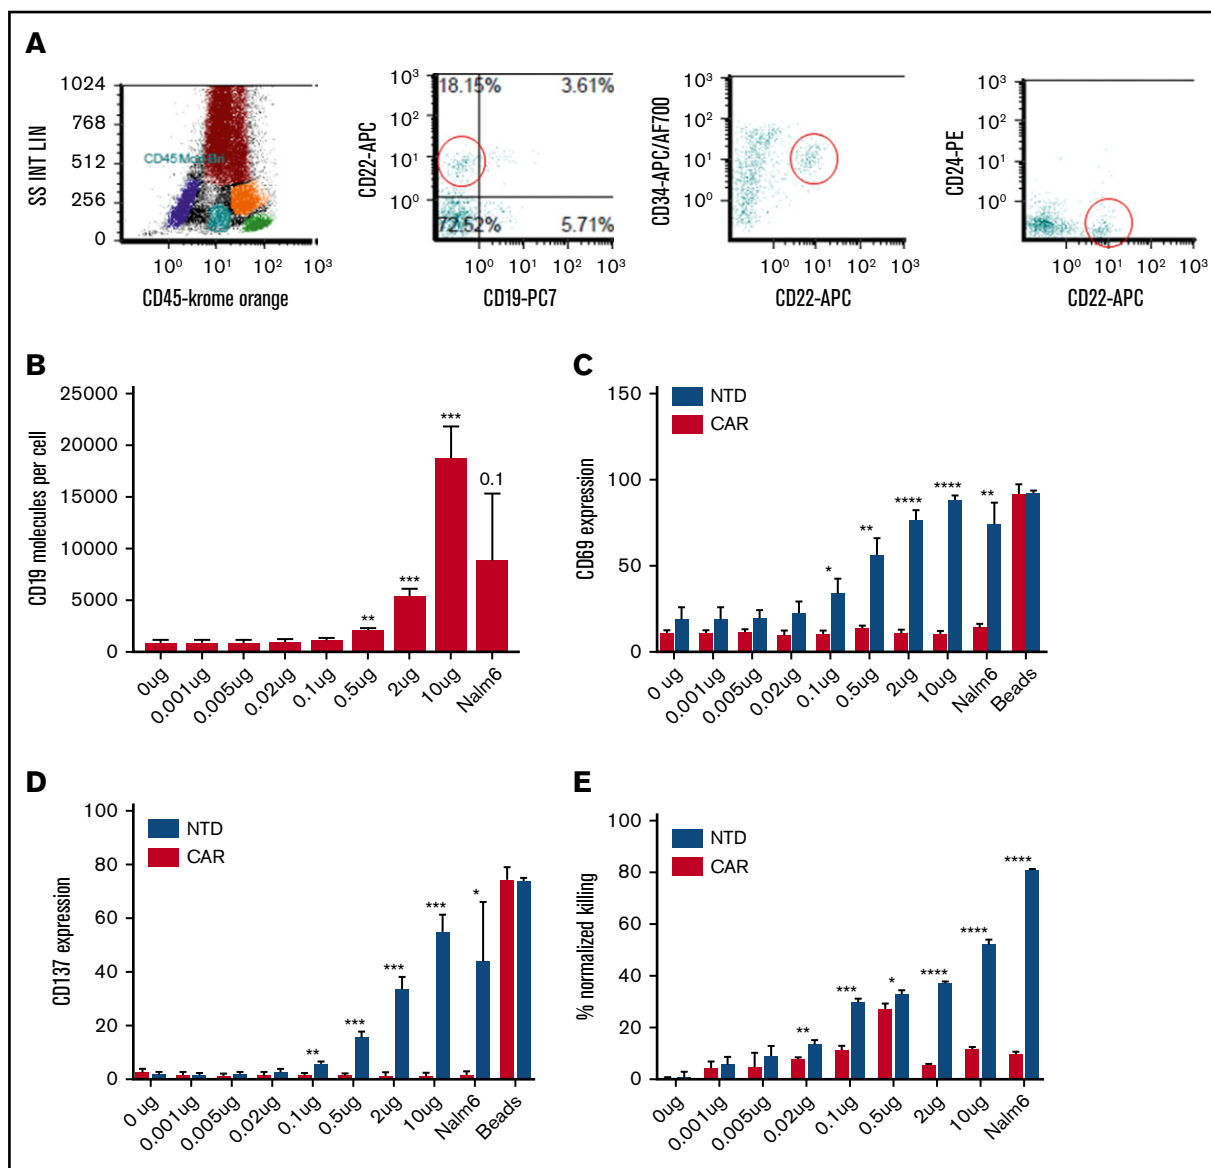 A
SS INT LIN
1024
768
512
256
0
CD45 Mod Bri
10⁰ 10¹ 10² 10³
CD45-krome orange
CD22-APC
10³
10²
10¹
10⁰
18.15% 3.61%
72.52% 5.71%
10⁰ 10¹ 10² 10³
CD19-PC7
CD34-APC/AF700
10³
10²
10¹
10⁰
10⁰ 10¹ 10² 10³
CD22-APC
CD24-PE
10³
10²
10¹
10⁰
10⁰ 10¹ 10² 10³
CD22-APC
B
CD19 molecules per cell
25000
20000
15000
10000
5000
0
** *** *** 0.1
0ug 0.001ug 0.005ug 0.02ug 0.1ug 0.5ug 2ug 10ug Nalm6
C
NTD
CAR
CD69 expression
150
100
50
0
* ** **** **** **
0 ug 0.001ug 0.005ug 0.02ug 0.1ug 0.5ug 2ug 10ug Nalm6 Beads
D
NTD
CAR
CD137 expression
100
80
60
40
20
0
** *** *** *** *
0 ug 0.001ug 0.005ug 0.02ug 0.1ug 0.5ug 2ug 10ug Nalm6 Beads
E
NTD
CAR
% normalized killing
100
80
60
40
20
0
** *** * **** **** ****
0ug 0.001ug 0.005ug 0.02ug 0.1ug 0.5ug 2ug 10ug Nalm6